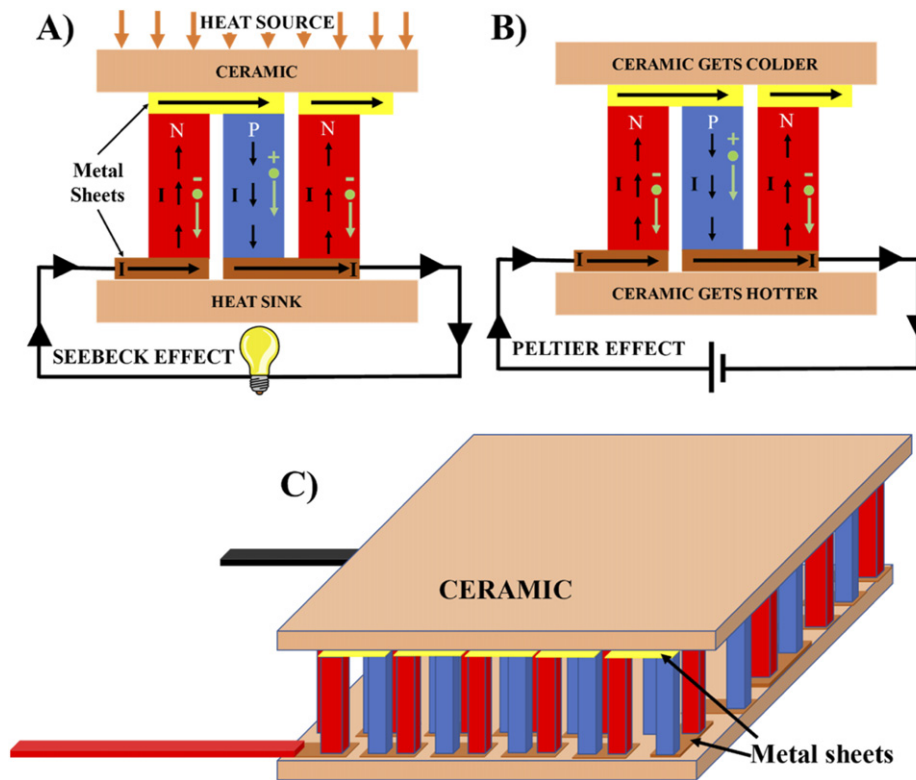 A)
HEAT SOURCE
CERAMIC
N
P
N
Metal
Sheets
I
I
I
-
+
-
I
I
HEAT SINK
SEEBECK EFFECT
B)
CERAMIC GETS COLDER
N
P
N
I
I
I
-
+
-
I
I
CERAMIC GETS HOTTER
PELTIER EFFECT
C)
CERAMIC
Metal sheets